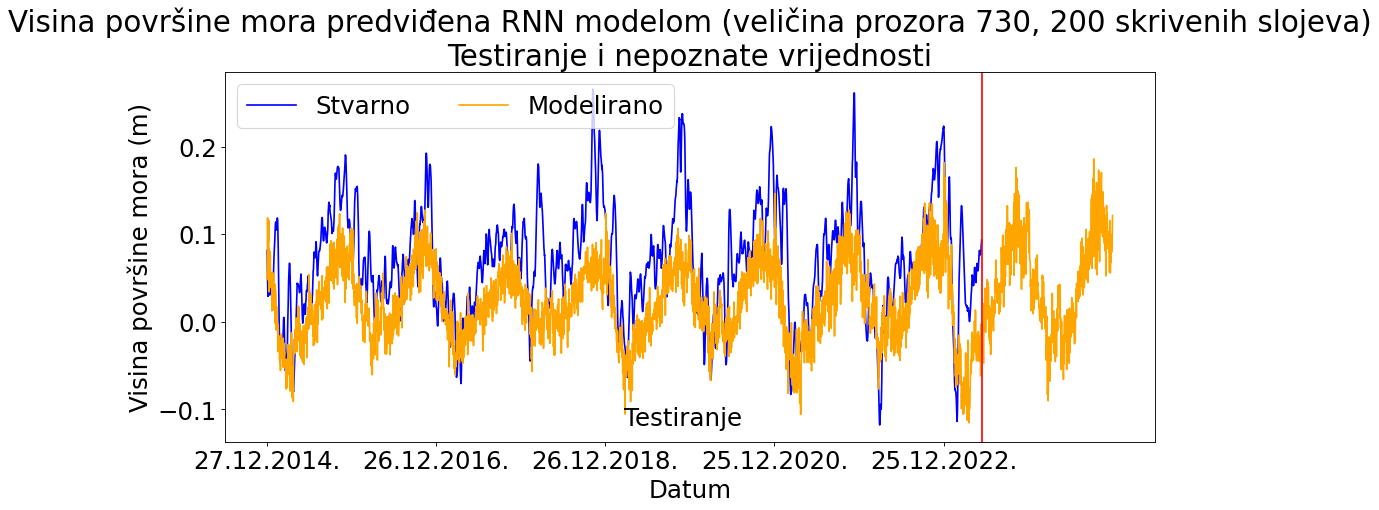 Visina površine mora predviđena RNN modelom (veličina prozora 730, 200 skrivenih slojeva)
Testiranje i nepoznate vrijednosti
Stvarno
Modelirano
Visina površine mora (m)
0.2
0.1
0.0
−0.1
Testiranje
27.12.2014.
26.12.2016.
26.12.2018.
25.12.2020.
25.12.2022.
Datum